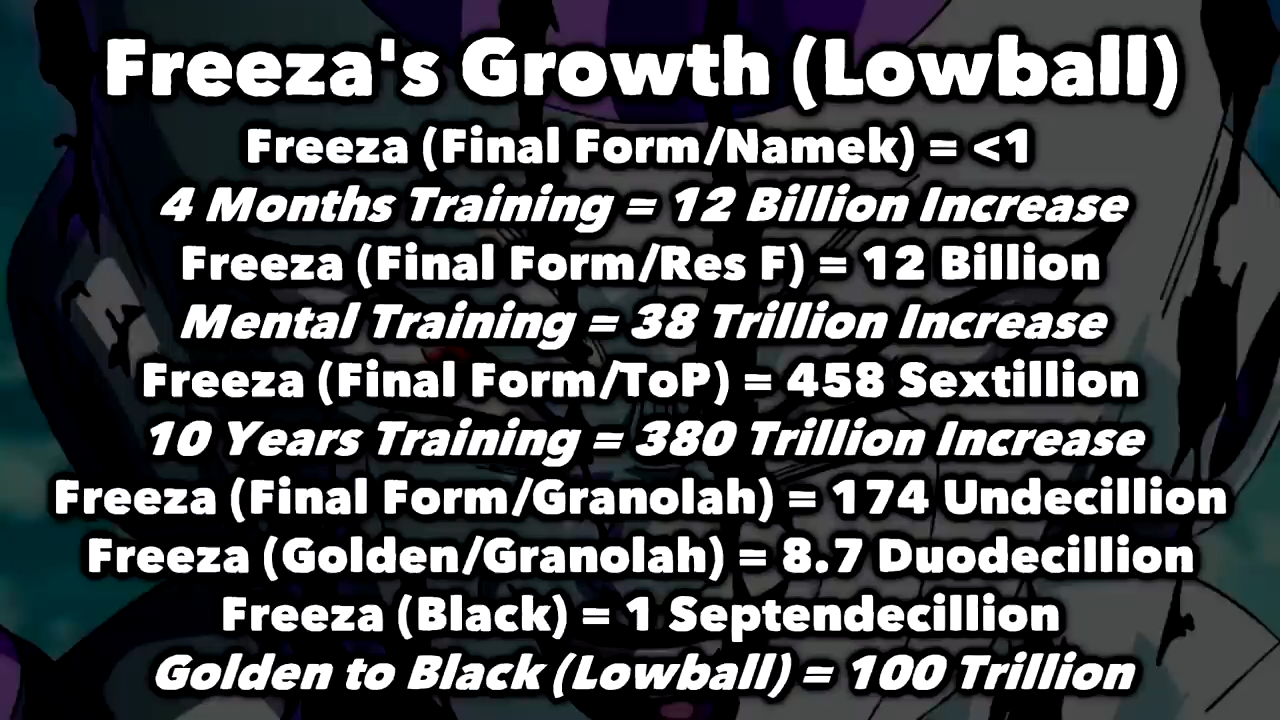 Freeza's Growth (Lowball)
Freeza (Final Form/Namek) = <1
4 Months Training = 12 Billion Increase
Freeza (Final Form/Res F) = 12 Billion
Mental Training = 38 Trillion Increase
Freeza (Final Form/ToP) = 458 Sextillion
10 Years Training = 380 Trillion Increase
Freeza (Final Form/Granolah) = 174 Undecillion
Freeza (Golden/Granolah) = 8.7 Duodecillion
Freeza (Black) = 1 Septendecillion
Golden to Black (Lowball) = 100 Trillion